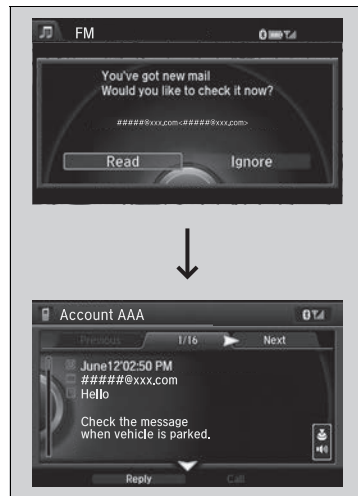 FM
You've got new mail
Would you like to check it now?
#####@xxx.com<#####@xxx.com>
Read Ignore
Account AAA
Previous 1/16 Next
June12'02:50 PM
#####@xxx.com
Hello
Check the message
when vehicle is parked.
Reply Call